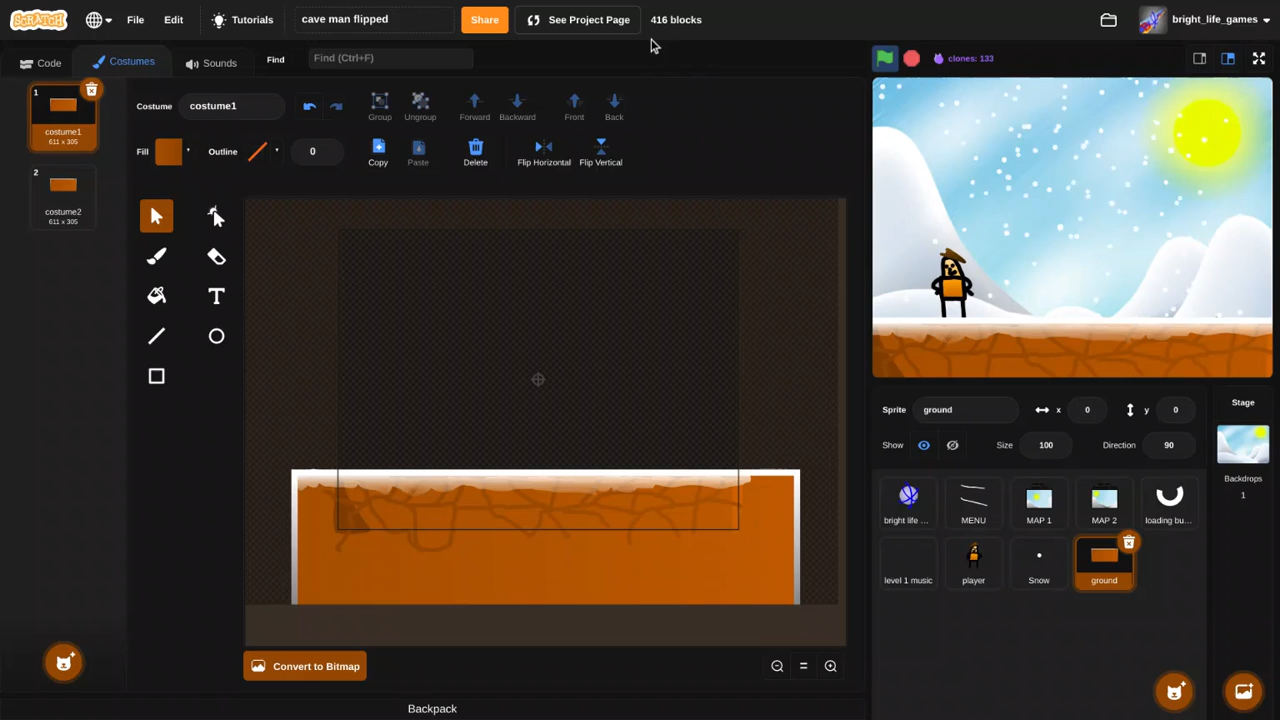 SCRATCH File Edit Tutorials cave man flipped Share See Project Page 416 blocks bright_life_games
Code Costumes Sounds Find Find (Ctrl+F) clones: 133
1
costume1
611 x 305
2
costume2
611 x 305
Costume costume1 Group Ungroup Forward Backward Front Back
Fill Outline 0 Copy Paste Delete Flip Horizontal Flip Vertical
T
Convert to Bitmap
Backpack
Sprite ground x 0 y 0
Show Size 100 Direction 90
bright life ... MENU MAP 1 MAP 2 loading bu...
level 1 music player Snow ground
Stage
Backdrops
1